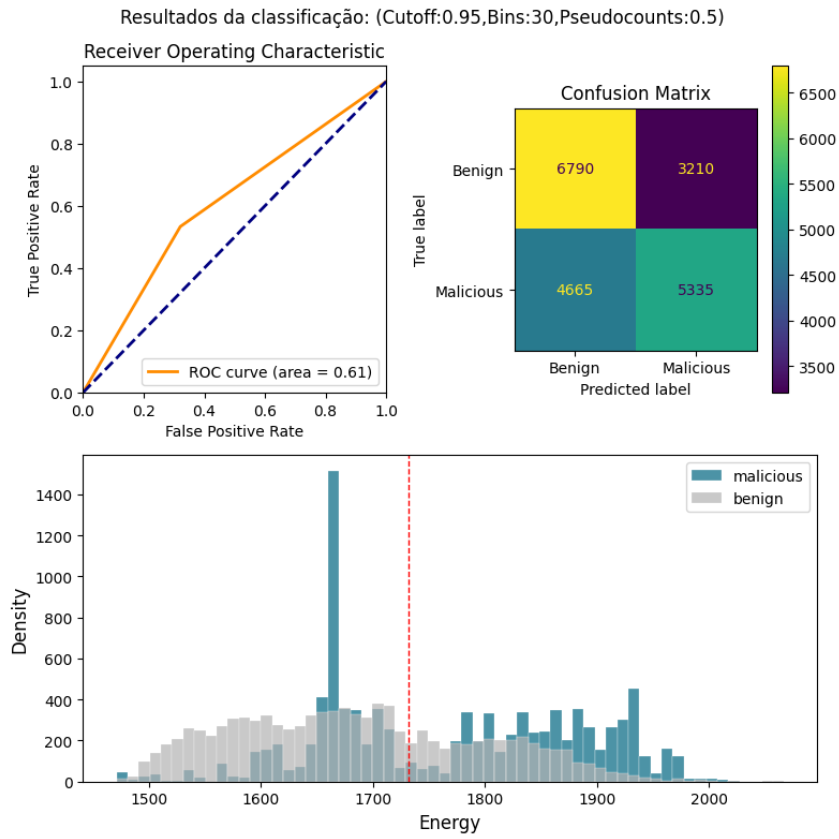 Resultados da classificação: (Cutoff:0.95,Bins:30,Pseudocounts:0.5)
Receiver Operating Characteristic
True Positive Rate
1.0
0.8
0.6
0.4
0.2
0.0
ROC curve (area = 0.61)
0.0 0.2 0.4 0.6 0.8 1.0
False Positive Rate
Confusion Matrix
True label
Benign 6790 3210
Malicious 4665 5335
Benign Malicious
Predicted label
6500
6000
5500
5000
4500
4000
3500
Density
1400
1200
1000
800
600
400
200
0
malicious
benign
1500 1600 1700 1800 1900 2000
Energy